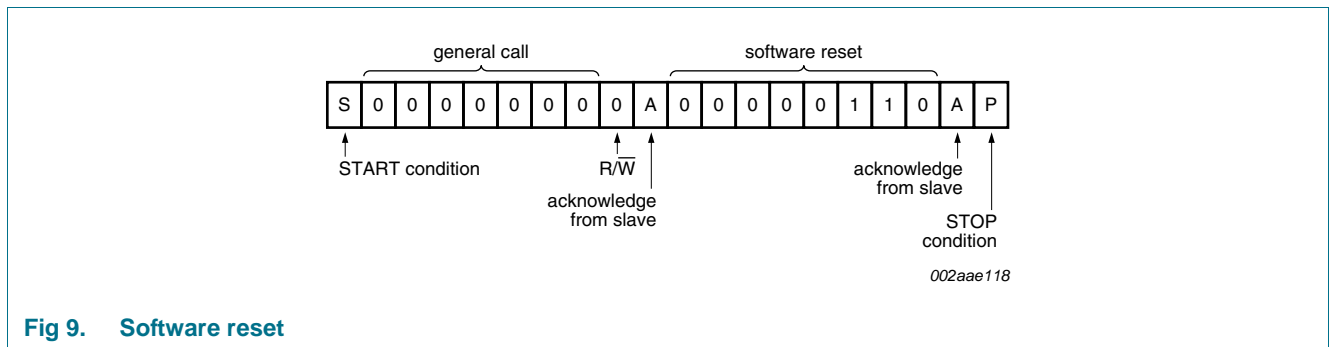 general call software reset
S 0 0 0 0 0 0 0 0 A 0 0 0 0 0 1 1 0 A P
START condition R/W̅ acknowledge
from slave
acknowledge
from slave
STOP
condition
002aae118
Fig 9. Software reset